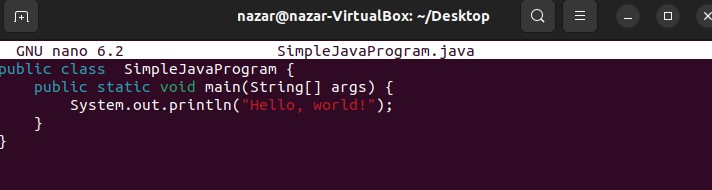 nazar@nazar-VirtualBox: ~/Desktop
GNU nano 6.2 SimpleJavaProgram.java
public class  SimpleJavaProgram {
    public static void main(String[] args) {
        System.out.println("Hello, world!");
    }
}